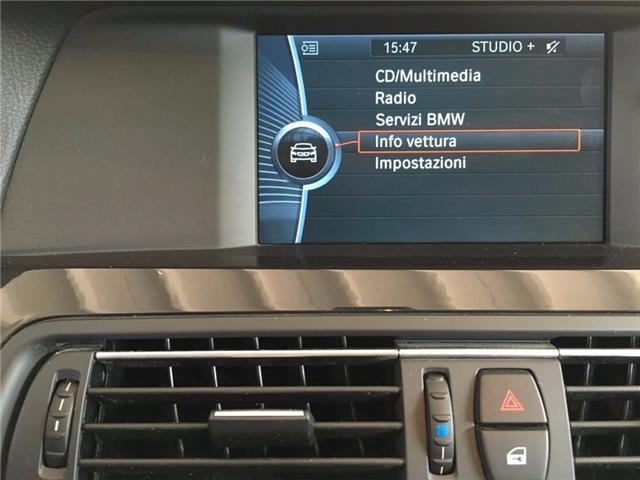 15:47 STUDIO +
CD/Multimedia
Radio
Servizi BMW
Info vettura
Impostazioni